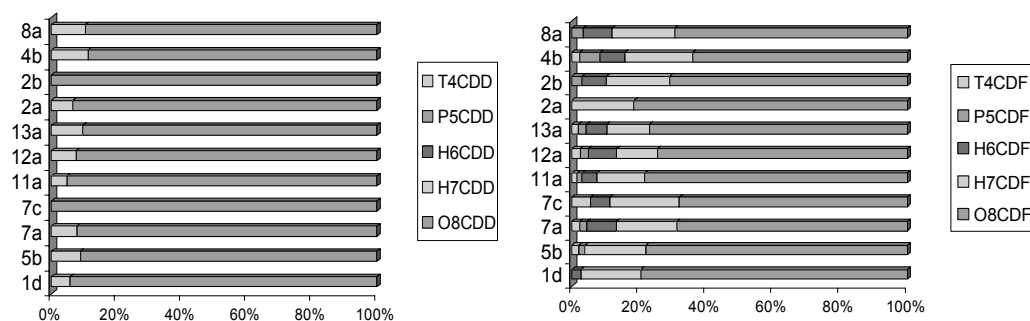 8a
4b
2b
2a
13a
12a
11a
7c
7a
5b
1d
0% 20% 40% 60% 80% 100%
T4CDD
P5CDD
H6CDD
H7CDD
O8CDD
8a
4b
2b
2a
13a
12a
11a
7c
7a
5b
1d
0% 20% 40% 60% 80% 100%
T4CDF
P5CDF
H6CDF
H7CDF
O8CDF